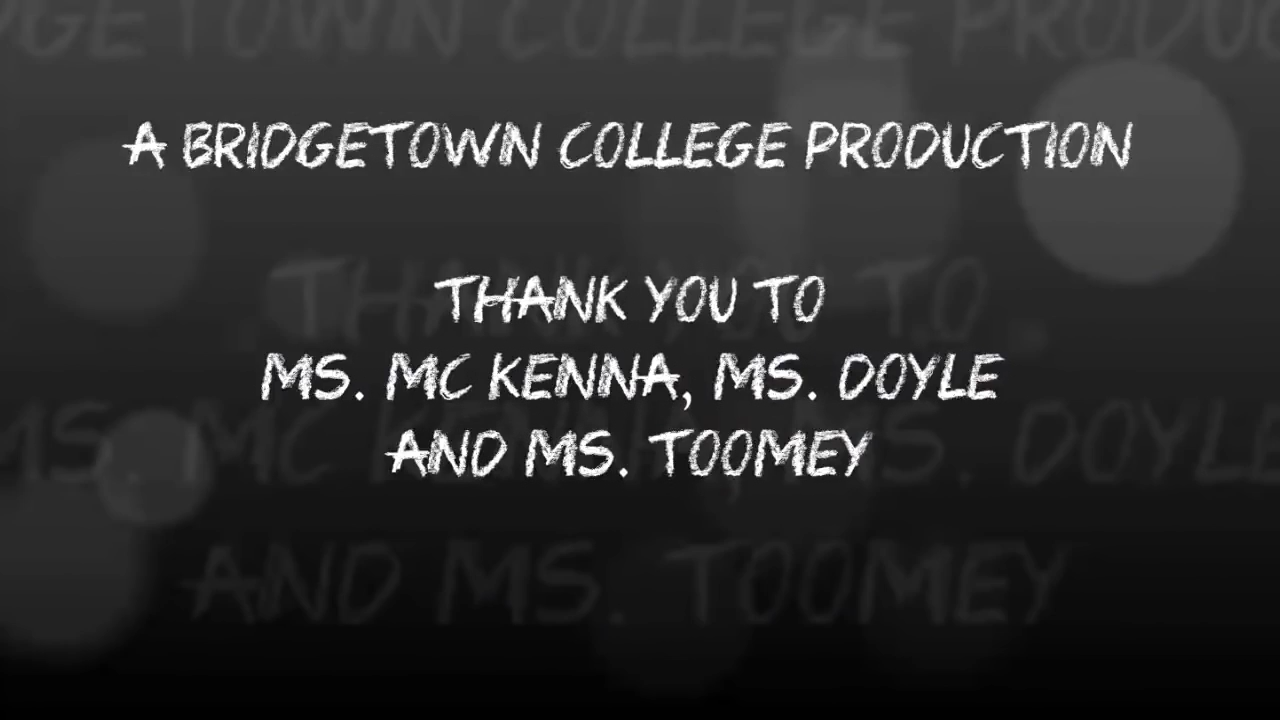 A BRIDGETOWN COLLEGE PRODUCTION
THANK YOU TO
MS. MC KENNA, MS. DOYLE
AND MS. TOOMEY